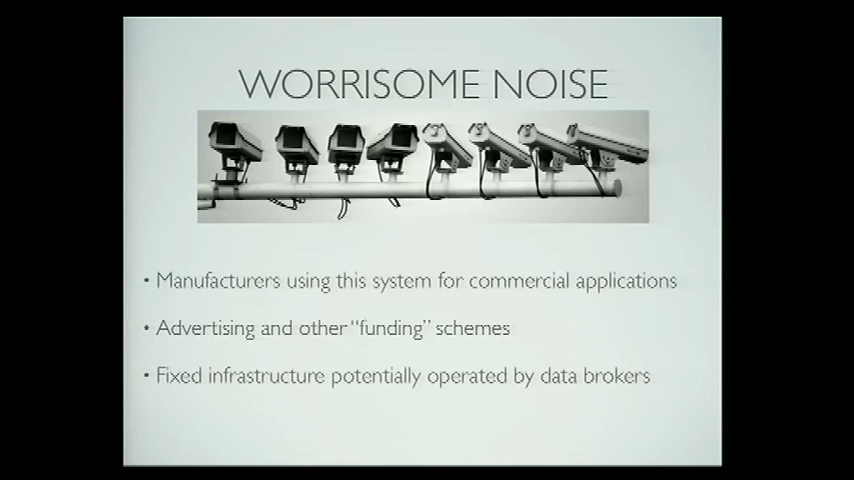 WORRISOME NOISE
• Manufacturers using this system for commercial applications
• Advertising and other “funding” schemes
• Fixed infrastructure potentially operated by data brokers